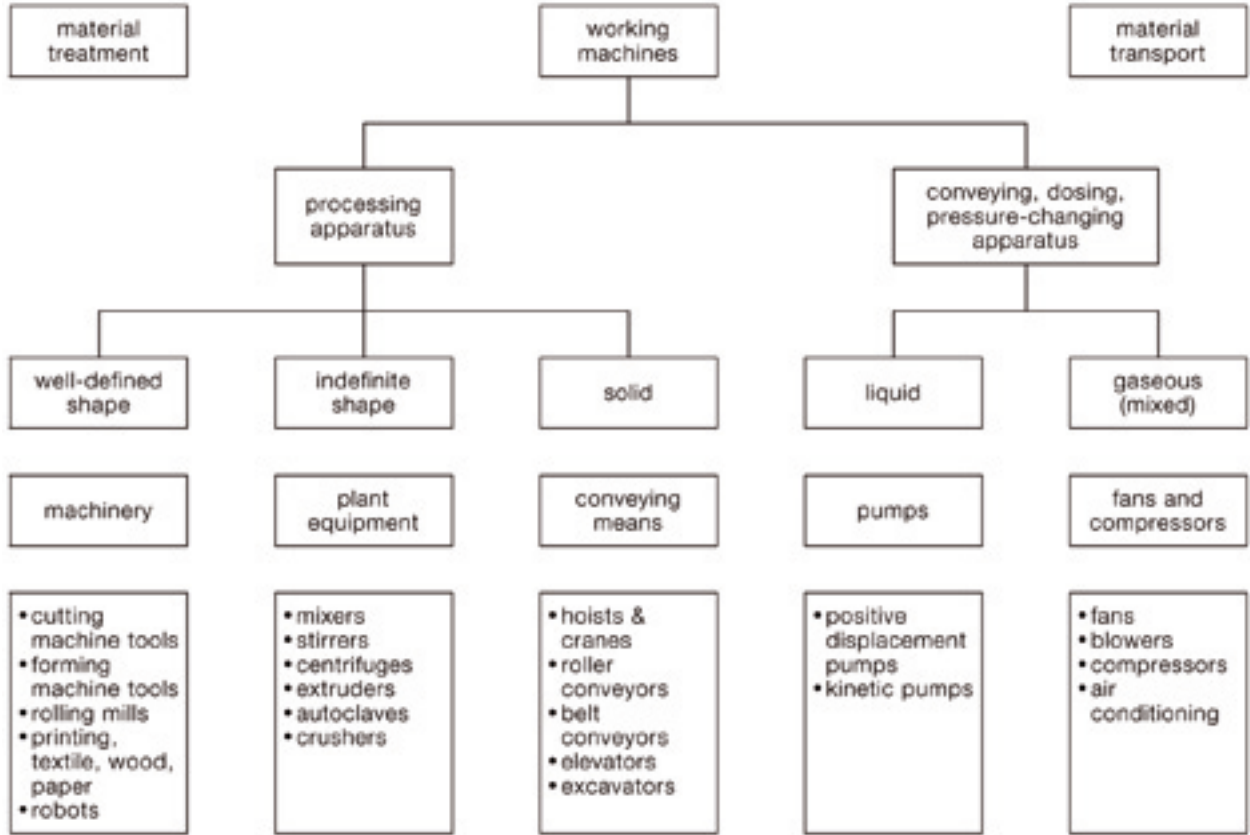 material
treatment
working
machines
material
transport
processing
apparatus
conveying, dosing,
pressure-changing
apparatus
well-defined
shape
indefinite
shape
solid
liquid
gaseous
(mixed)
machinery
plant
equipment
conveying
means
pumps
fans and
compressors
• cutting
machine tools
• forming
machine tools
• rolling mills
• printing,
textile, wood,
paper
• robots
• mixers
• stirrers
• centrifuges
• extruders
• autoclaves
• crushers
• hoists &
cranes
• roller
conveyors
• belt
conveyors
• elevators
• excavators
• positive
displacement
pumps
• kinetic pumps
• fans
• blowers
• compressors
• air
conditioning